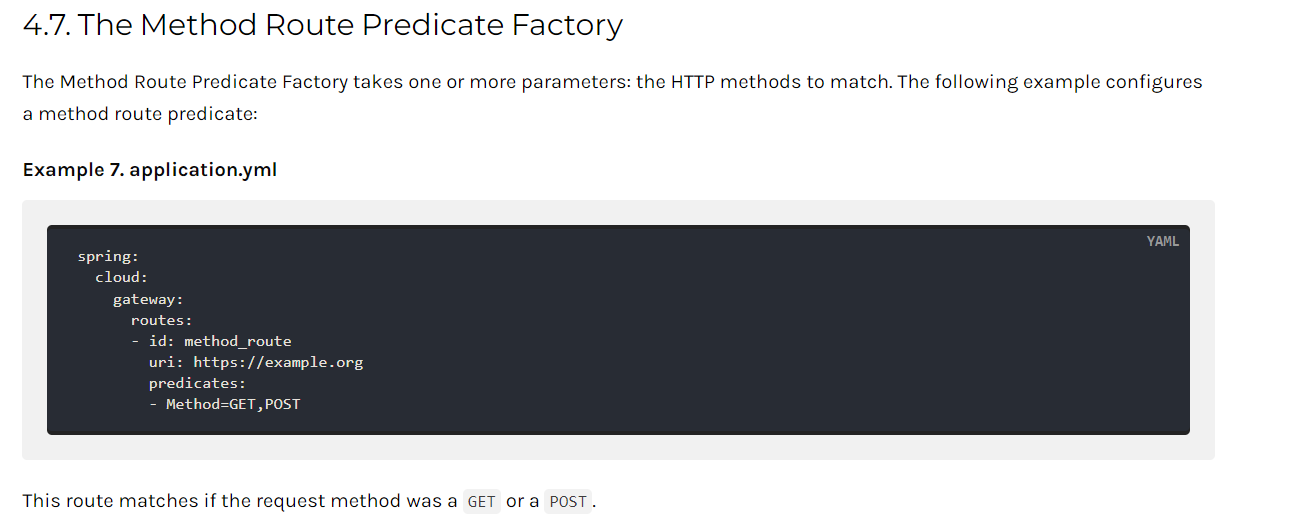 4.7. The Method Route Predicate Factory
The Method Route Predicate Factory takes one or more parameters: the HTTP methods to match. The following example configures
a method route predicate:
Example 7. application.yml
YAML
spring:
  cloud:
    gateway:
      routes:
      - id: method_route
        uri: https://example.org
        predicates:
        - Method=GET,POST
This route matches if the request method was a GET or a POST.